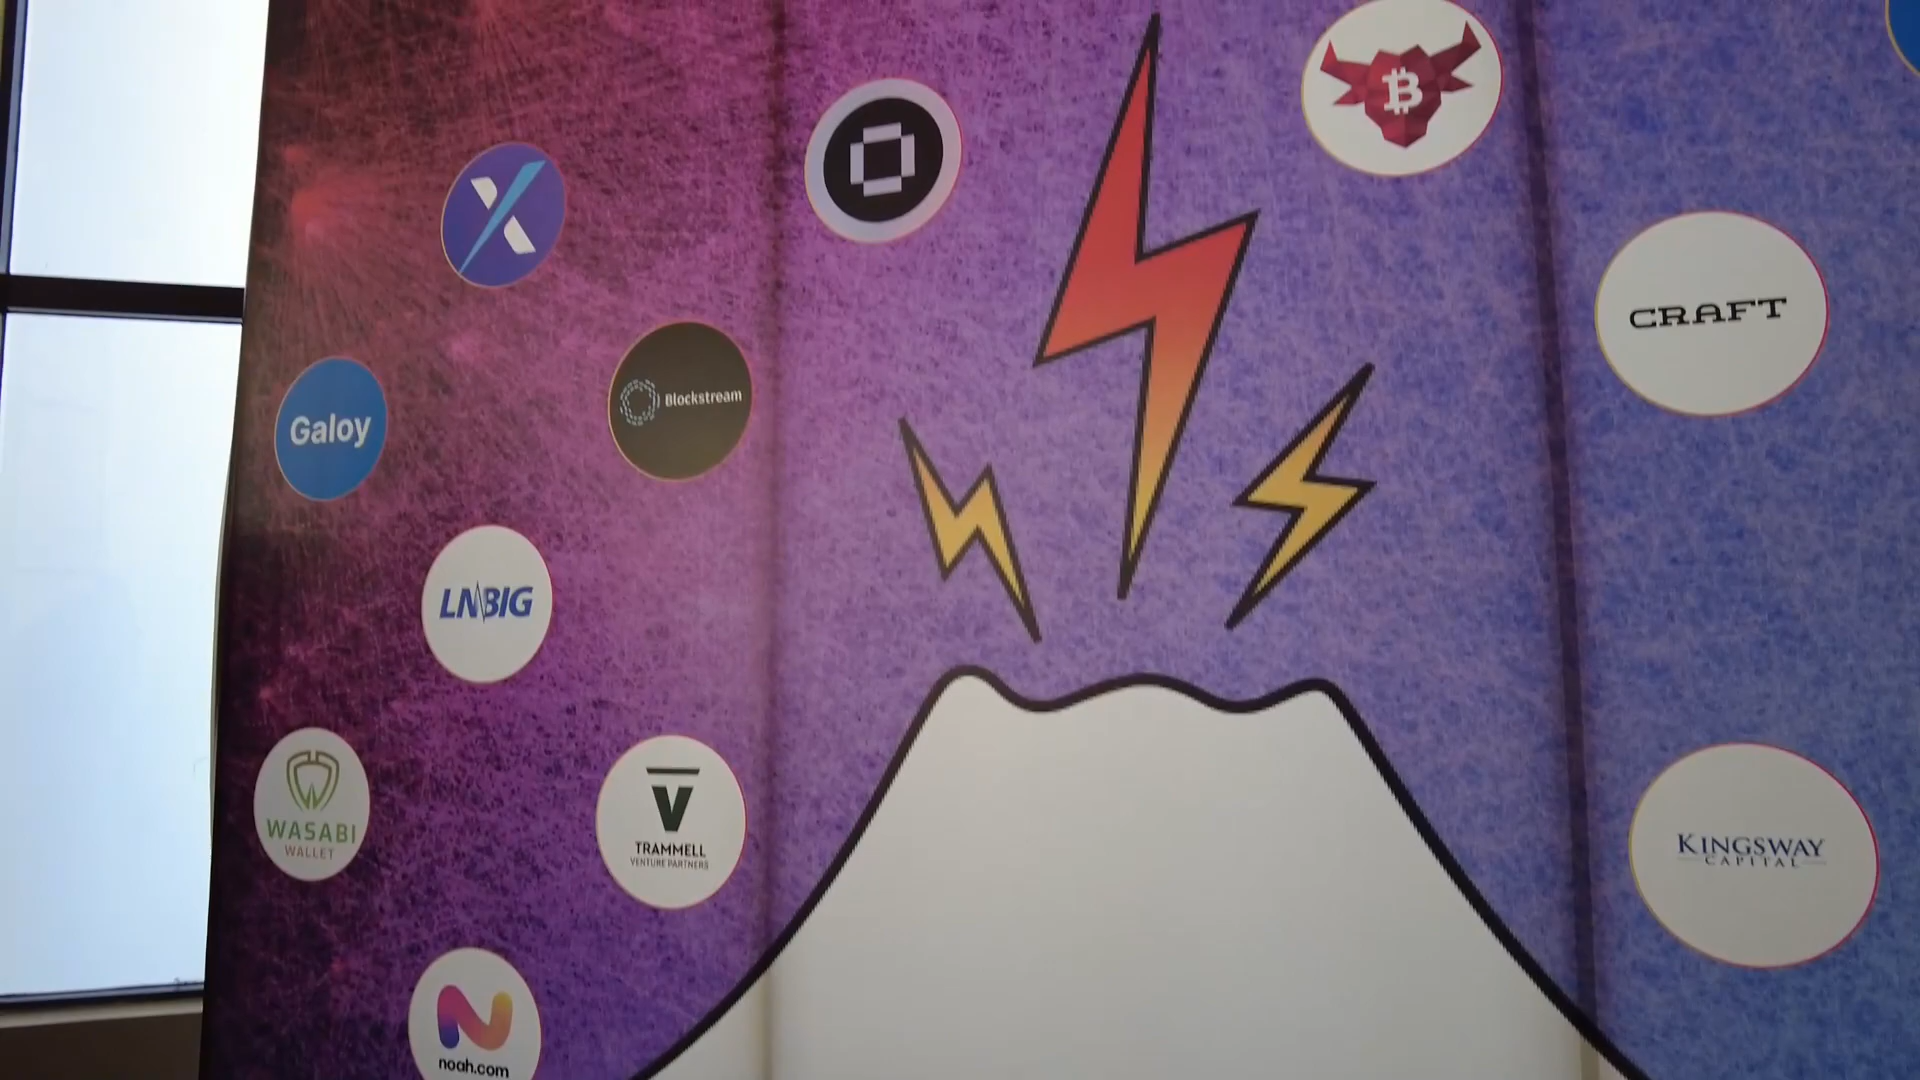 ₿
CRAFT
Galoy
Blockstream
LNBIG
WASABI
WALLET
TRAMMELL
VENTURE PARTNERS
KINGSWAY
CAPITAL
noah.com